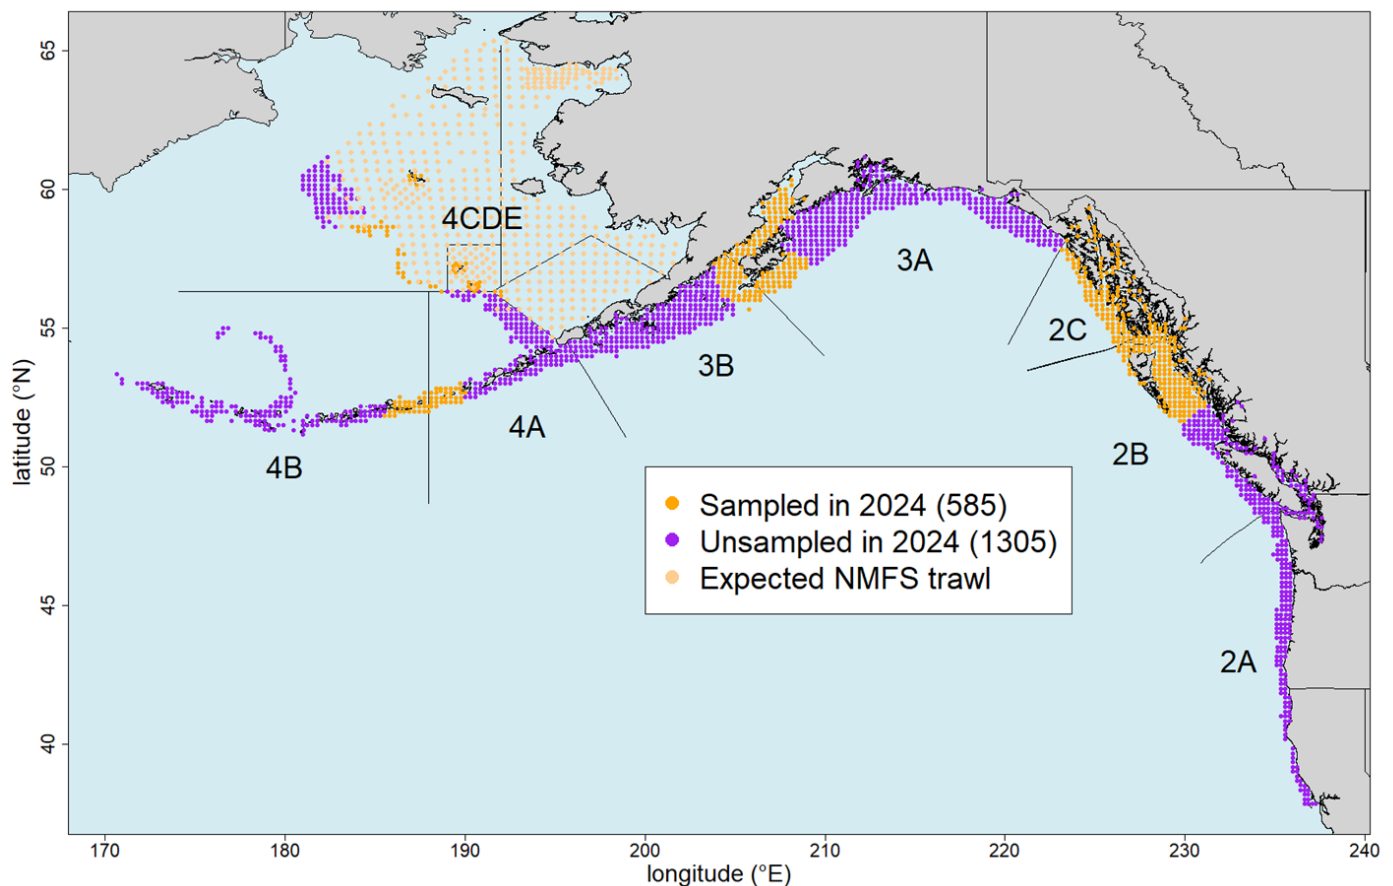 65
60
55
50
45
40
latitude (°N)
4CDE
3A
2C
3B
4A
2B
4B
2A
Sampled in 2024 (585)
Unsampled in 2024 (1305)
Expected NMFS trawl
170
180
190
200
210
220
230
240
longitude (°E)